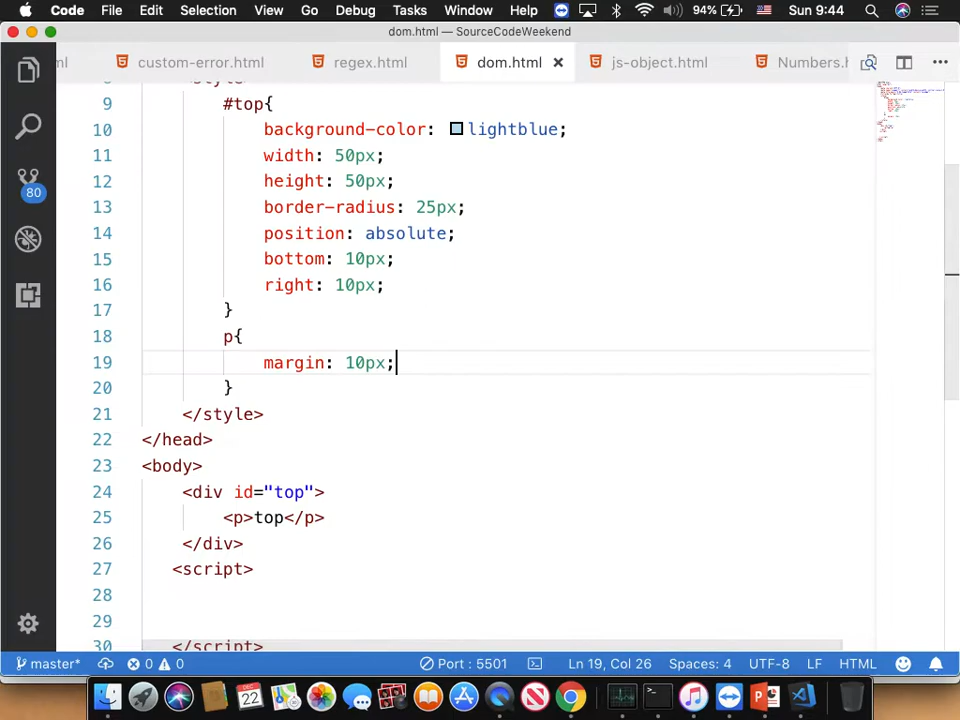 Code File Edit Selection View Go Debug Tasks Window Help 94% Sun 9:44
dom.html — SourceCodeWeekend
ml custom-error.html regex.html dom.html js-object.html Numbers.h
9 #top{
10 background-color: lightblue;
11 width: 50px;
12 height: 50px;
13 border-radius: 25px;
14 position: absolute;
15 bottom: 10px;
16 right: 10px;
17 }
18 p{
19 margin: 10px;
20 }
21 </style>
22 </head>
23 <body>
24 <div id="top">
25 <p>top</p>
26 </div>
27 <script>
28
29
30 </script>
80
master* 0 0 Port : 5501 Ln 19, Col 26 Spaces: 4 UTF-8 LF HTML
DEC
22